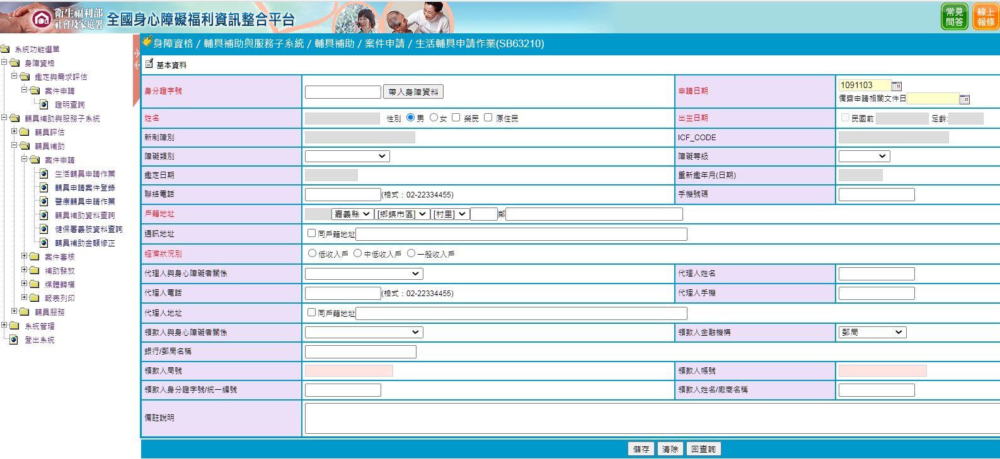 衛生福利部
社會及家庭署
全國身心障礙福利資訊整合平台
常見
問答
線上
報修
系統功能選單
身障資格
鑑定與需求評估
案件申請
證明查詢
輔具補助與服務子系統
輔具評估
輔具補助
案件申請
生活輔具申請作業
輔具申請案件登錄
醫療輔具申請作業
輔具補助資料查詢
健保署義肢資料查詢
輔具補助金額修正
案件審核
補助發放
媒體轉檔
報表列印
輔具服務
系統管理
登出系統
身障資格 / 輔具補助與服務子系統 / 輔具補助 / 案件申請 / 生活輔具申請作業(SB63210)
基本資料
身分證字號 帶入身障資料 申請日期 1091103
備齊申請相關文件日
姓名 性別 男 女 榮民 原住民 出生日期 民國前 足齡:
新制障別 ICF_CODE
障礙類別 障礙等級
鑑定日期 重新鑑年月(日期)
聯絡電話 (格式：02-22334455) 手機號碼
戶籍地址 嘉義縣 [鄉鎮市區] [村里] 鄰
通訊地址 同戶籍地址
經濟狀況別 低收入戶 中低收入戶 一般收入戶
代理人與身心障礙者關係 代理人姓名
代理人電話 (格式：02-22334455) 代理人手機
代理人地址 同戶籍地址
領款人與身心障礙者關係 領款人金融機構 郵局
銀行/郵局名稱
領款人局號 領款人帳號
領款人身分證字號/統一編號 領款人姓名/廠商名稱
備註說明
儲存 清除 回查詢